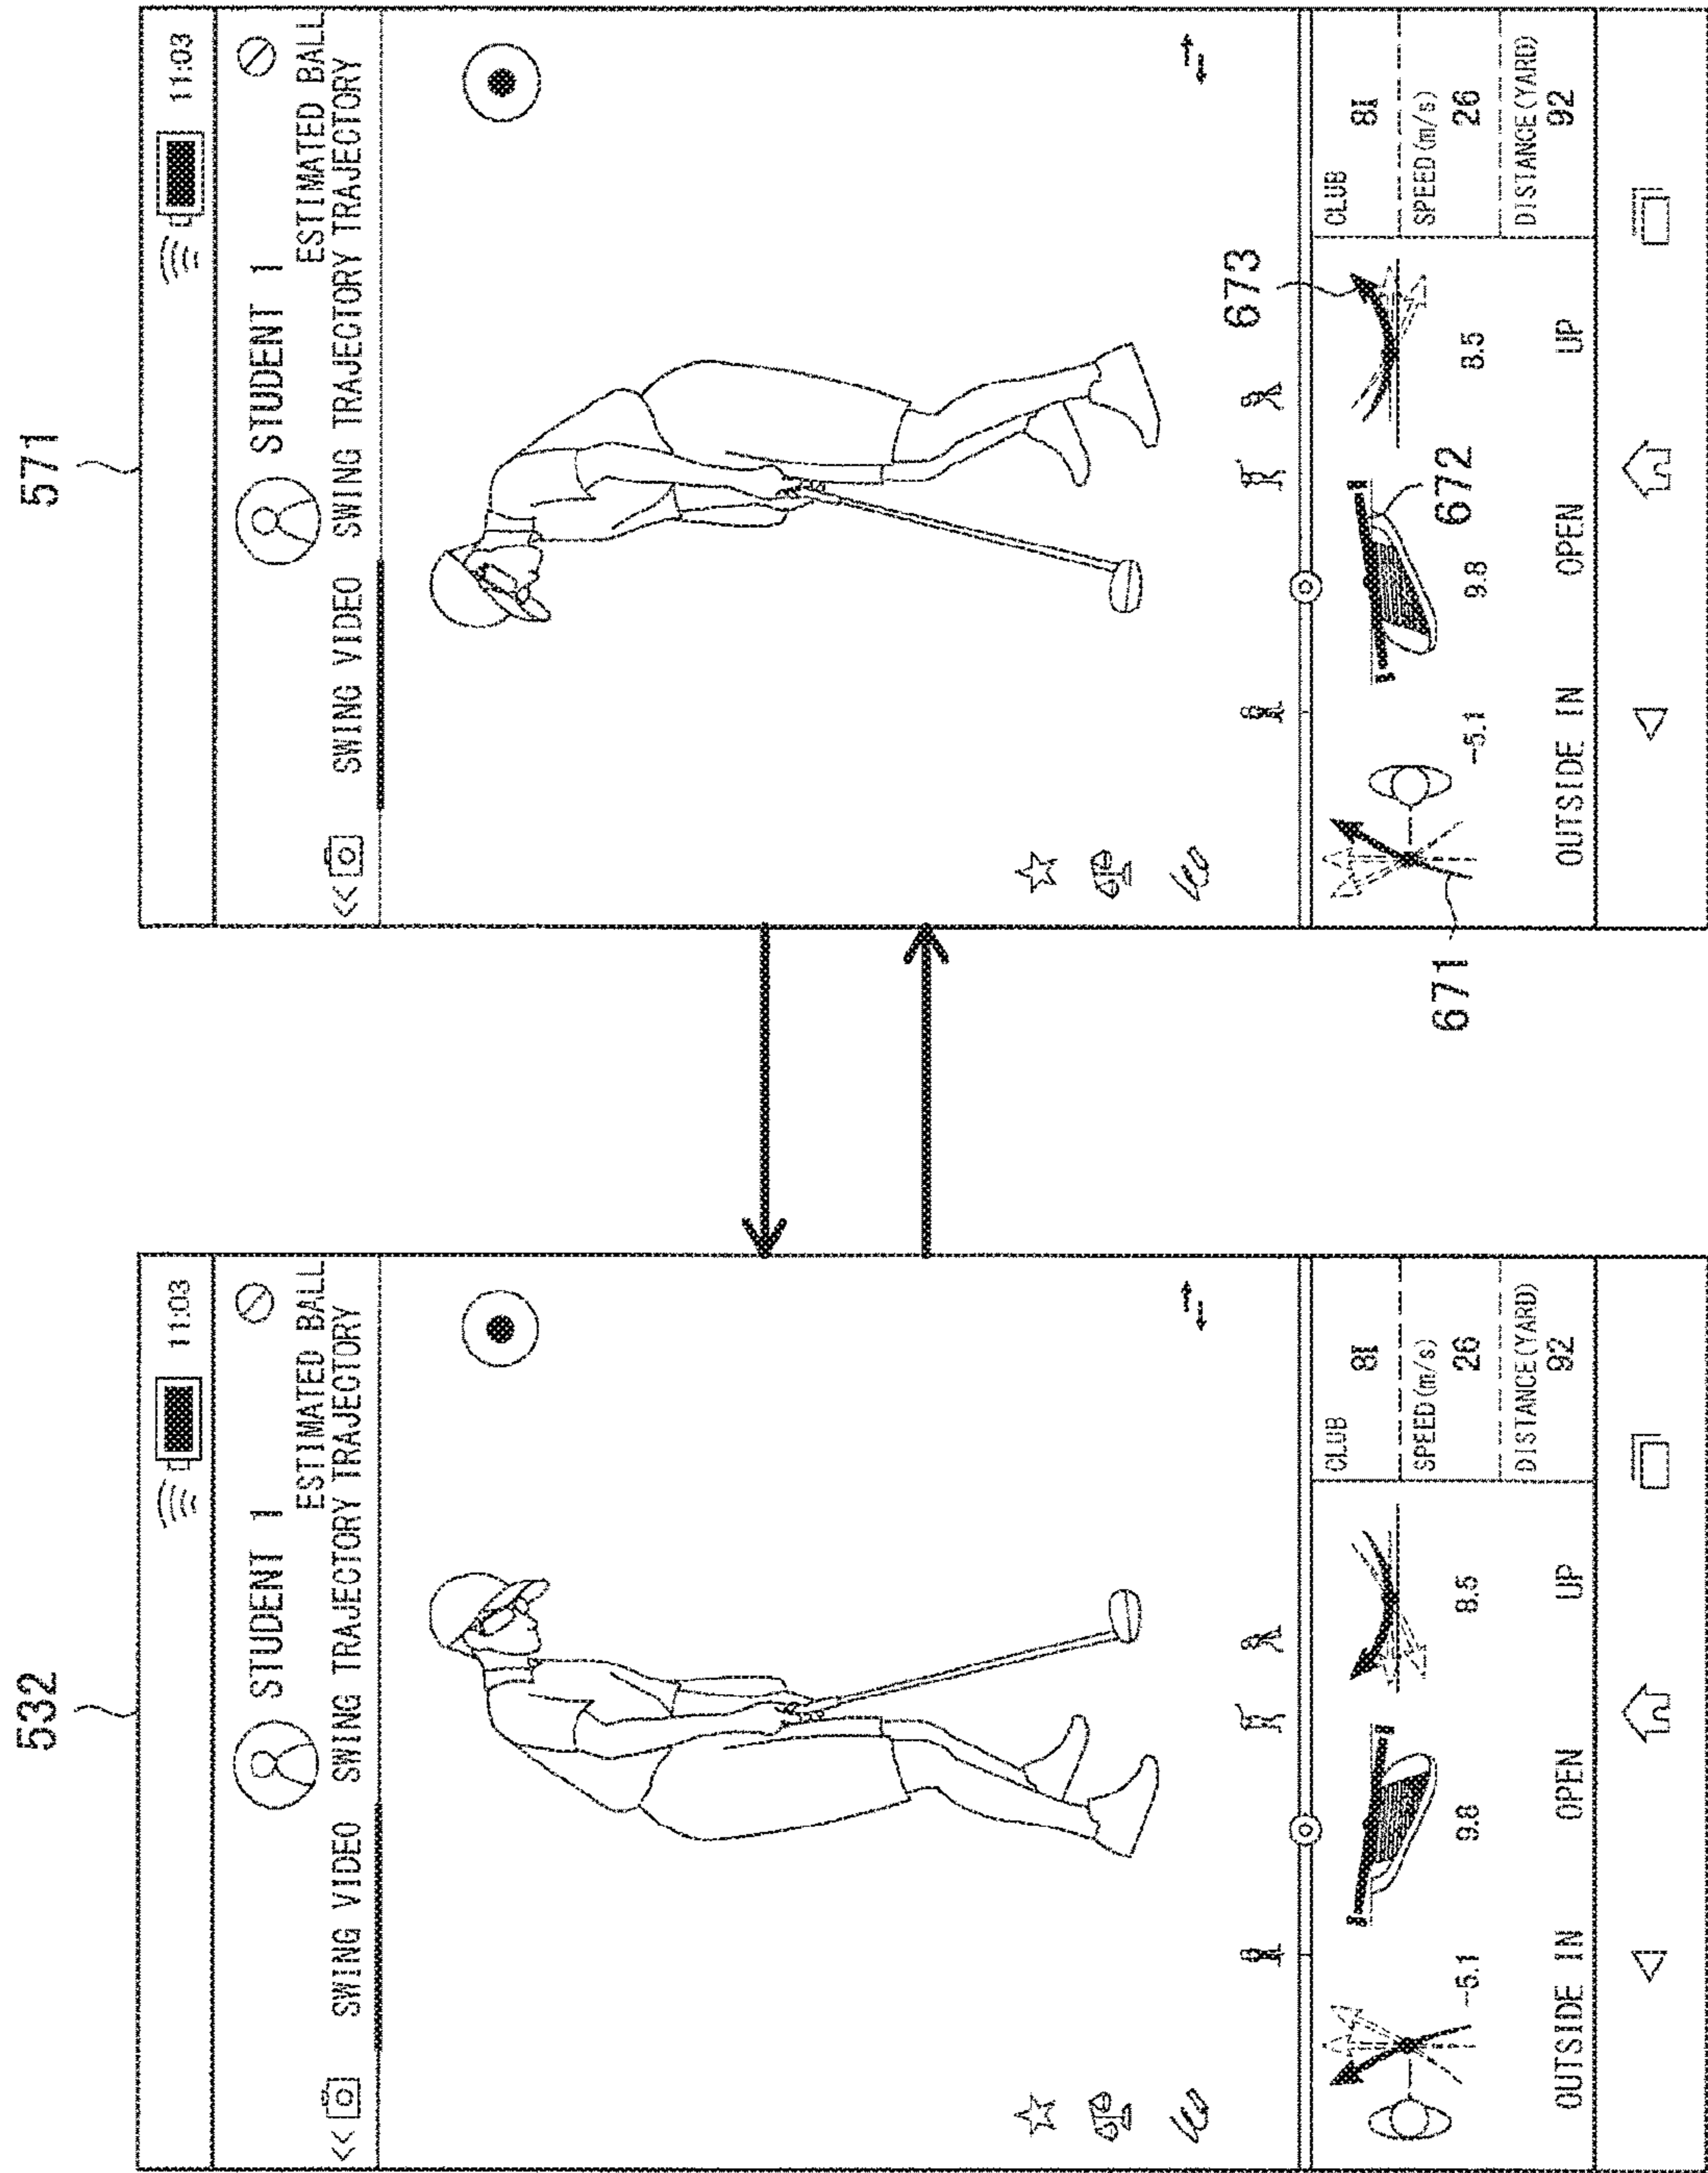 532
11:03
STUDENT 1
ESTIMATED BALL
SWING VIDEO SWING TRAJECTORY TRAJECTORY
CLUB
8I
SPEED(m/s)
26
DISTANCE(YARD)
92
-5.1 9.8 8.5
OUTSIDE IN OPEN UP
571
11:03
STUDENT 1
ESTIMATED BALL
SWING VIDEO SWING TRAJECTORY TRAJECTORY
673
CLUB
8I
SPEED(m/s)
26
DISTANCE(YARD)
92
672
671
-5.1 9.8 8.5
OUTSIDE IN OPEN UP